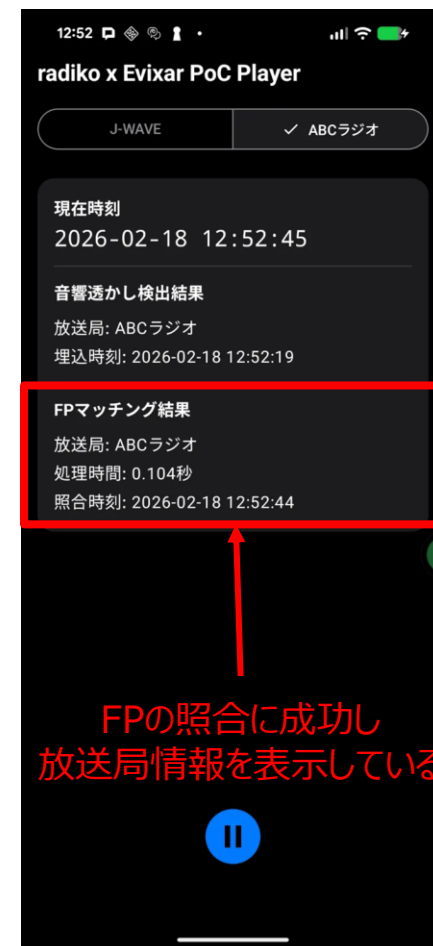 12:52
radiko x Evixar PoC Player
J-WAVE
ABCラジオ
現在時刻
2026-02-18 12:52:45
音響透かし検出結果
放送局: ABCラジオ
埋込時刻: 2026-02-18 12:52:19
FPマッチング結果
放送局: ABCラジオ
処理時間: 0.104秒
照合時刻: 2026-02-18 12:52:44
FPの照合に成功し
放送局情報を表示している